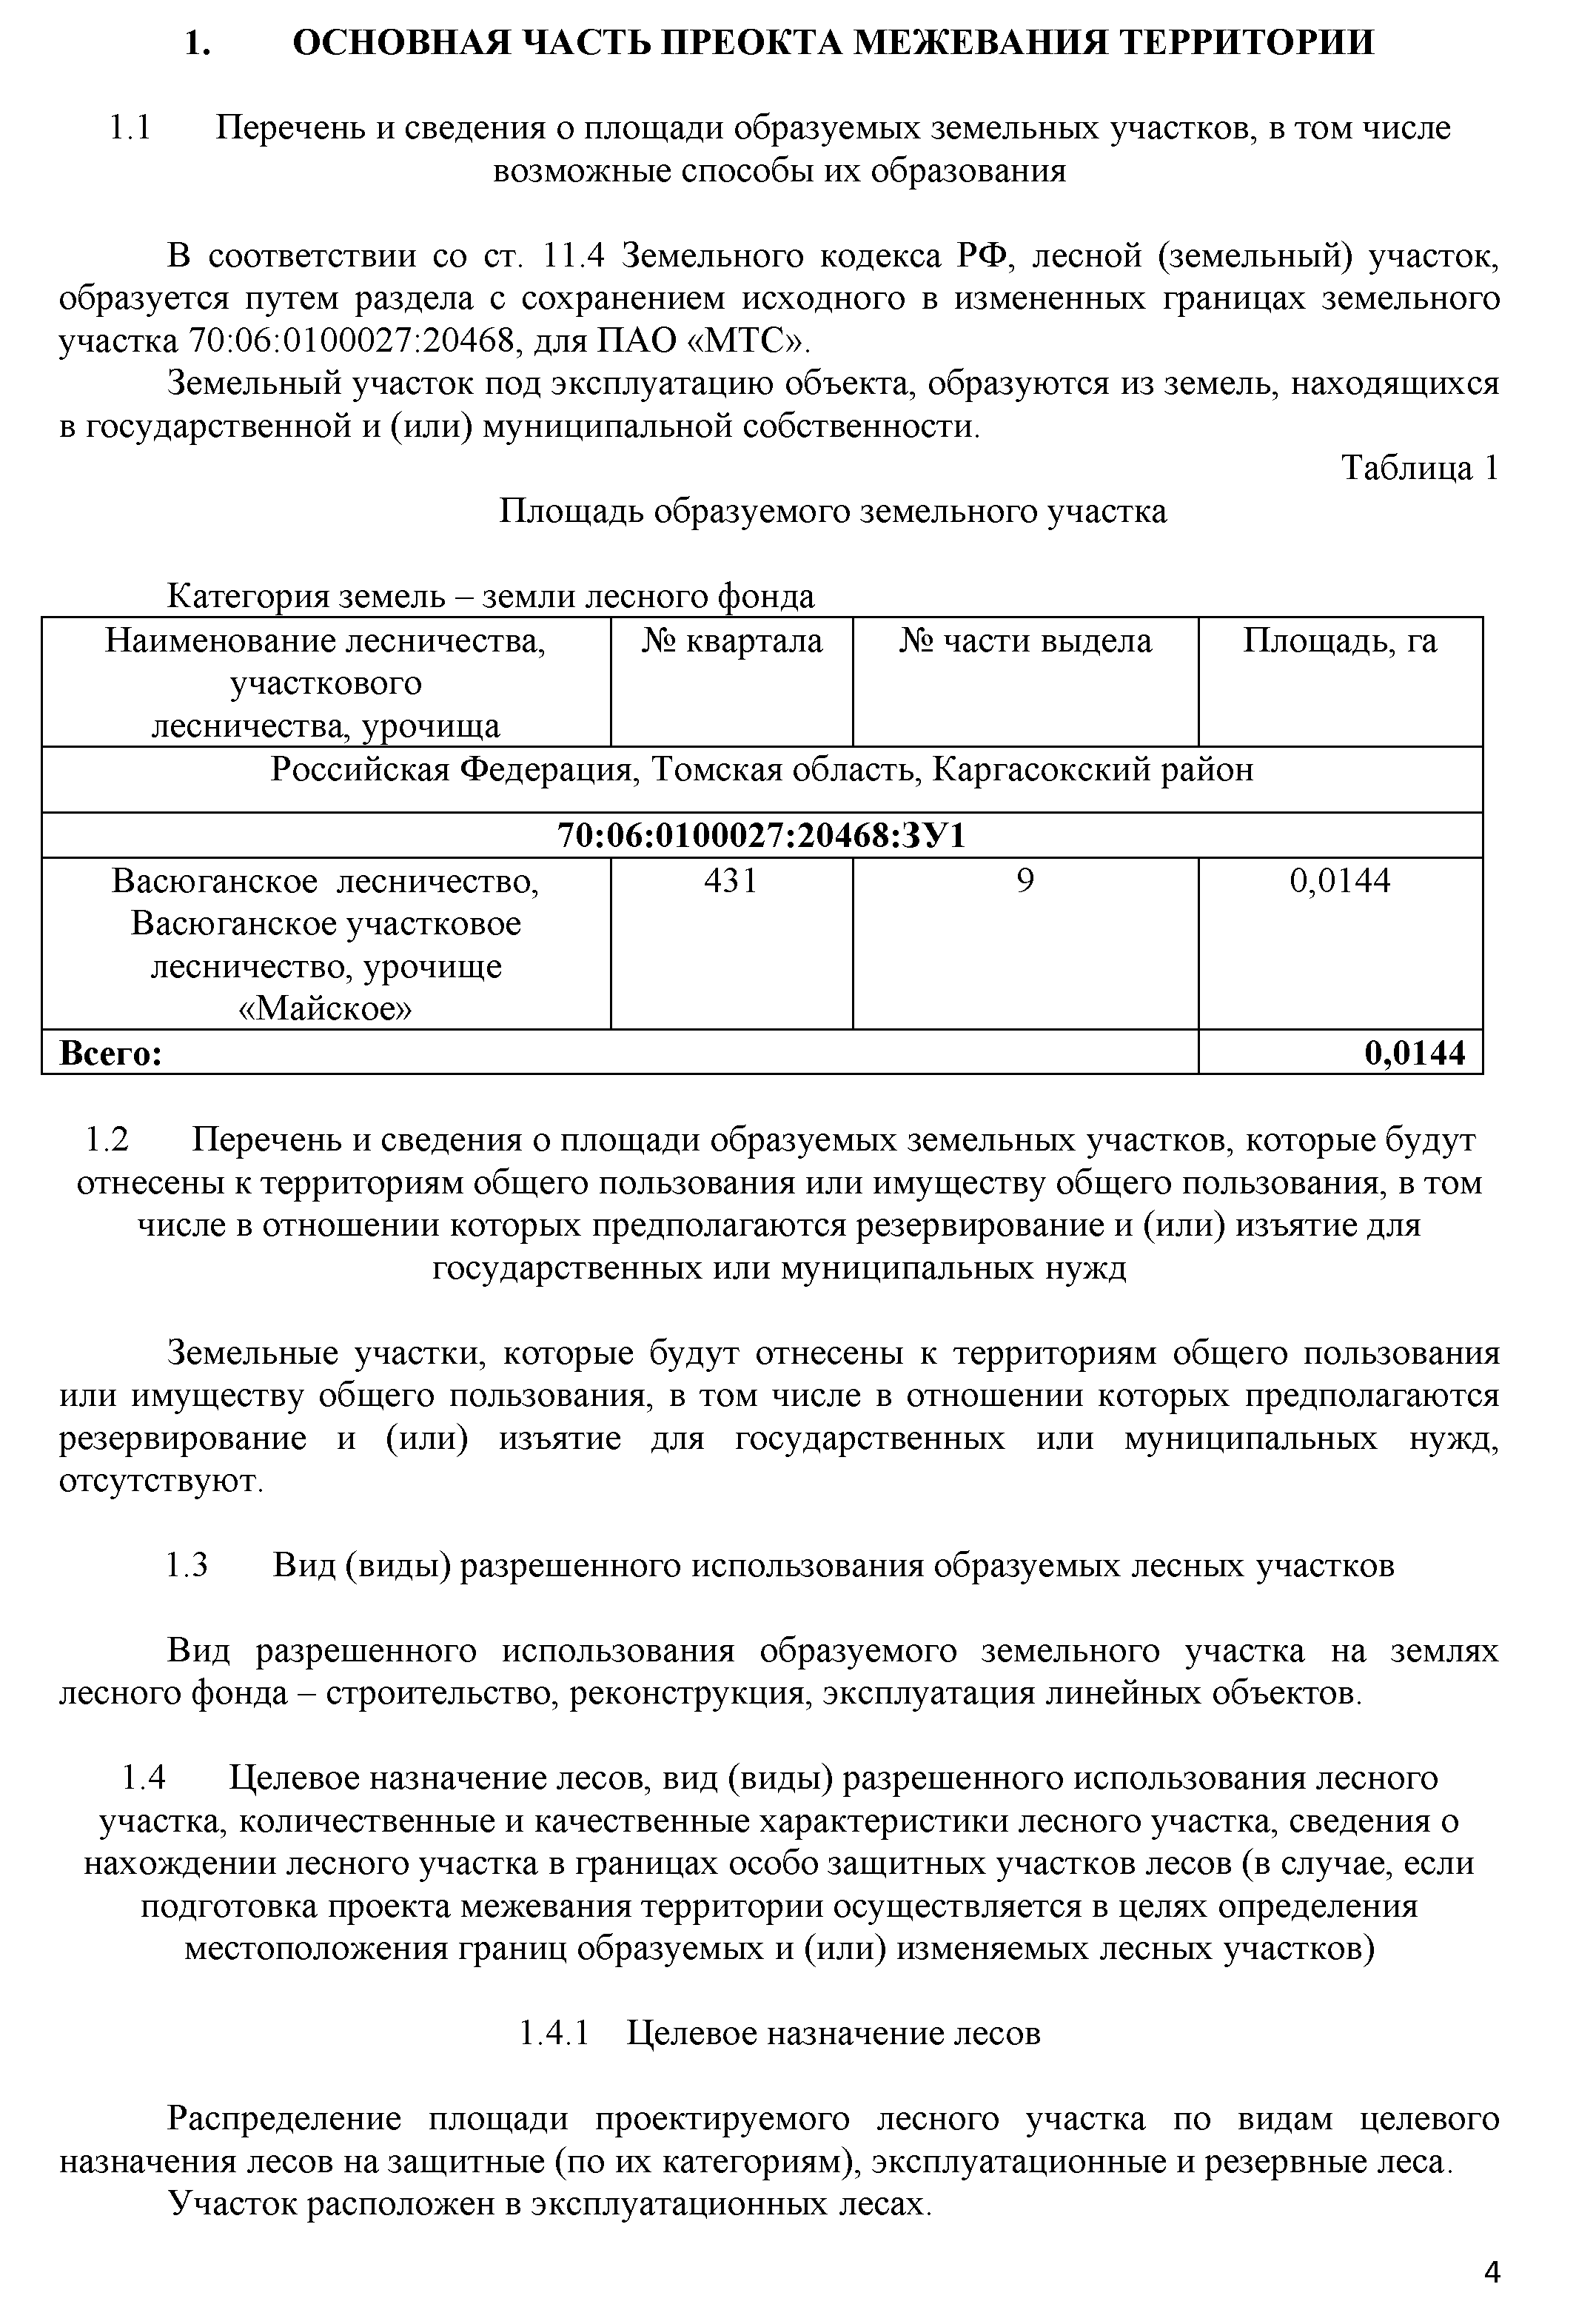 1. ОСНОВНАЯ ЧАСТЬ ПРЕОКТА МЕЖЕВАНИЯ ТЕРРИТОРИИ
1.1 Перечень и сведения о площади образуемых земельных участков, в том числе
возможные способы их образования
В соответствии со ст. 11.4 Земельного кодекса РФ, лесной (земельный) участок,
образуется путем раздела с сохранением исходного в измененных границах земельного
участка 70:06:0100027:20468, для ПАО «МТС».
Земельный участок под эксплуатацию объекта, образуются из земель, находящихся
в государственной и (или) муниципальной собственности.
Таблица 1
Площадь образуемого земельного участка
Категория земель – земли лесного фонда
Наименование лесничества, № квартала № части выдела Площадь, га
участкового
лесничества, урочища
Российская Федерация, Томская область, Каргасокский район
70:06:0100027:20468:ЗУ1
Васюганское лесничество, 431 9 0,0144
Васюганское участковое
лесничество, урочище
«Майское»
Всего: 0,0144
1.2 Перечень и сведения о площади образуемых земельных участков, которые будут
отнесены к территориям общего пользования или имуществу общего пользования, в том
числе в отношении которых предполагаются резервирование и (или) изъятие для
государственных или муниципальных нужд
Земельные участки, которые будут отнесены к территориям общего пользования
или имуществу общего пользования, в том числе в отношении которых предполагаются
резервирование и (или) изъятие для государственных или муниципальных нужд,
отсутствуют.
1.3 Вид (виды) разрешенного использования образуемых лесных участков
Вид разрешенного использования образуемого земельного участка на землях
лесного фонда – строительство, реконструкция, эксплуатация линейных объектов.
1.4 Целевое назначение лесов, вид (виды) разрешенного использования лесного
участка, количественные и качественные характеристики лесного участка, сведения о
нахождении лесного участка в границах особо защитных участков лесов (в случае, если
подготовка проекта межевания территории осуществляется в целях определения
местоположения границ образуемых и (или) изменяемых лесных участков)
1.4.1 Целевое назначение лесов
Распределение площади проектируемого лесного участка по видам целевого
назначения лесов на защитные (по их категориям), эксплуатационные и резервные леса.
Участок расположен в эксплуатационных лесах.
4